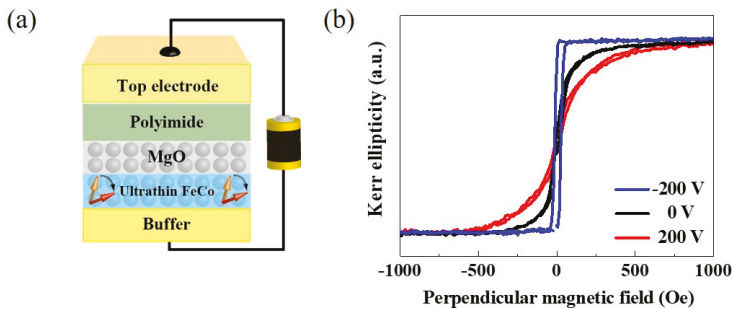 (a)
Top electrode
Polyimide
MgO
Ultrathin FeCo
Buffer
(b)
Kerr ellipticity (a.u.)
-200 V
0 V
200 V
-1000 -500 0 500 1000
Perpendicular magnetic field (Oe)